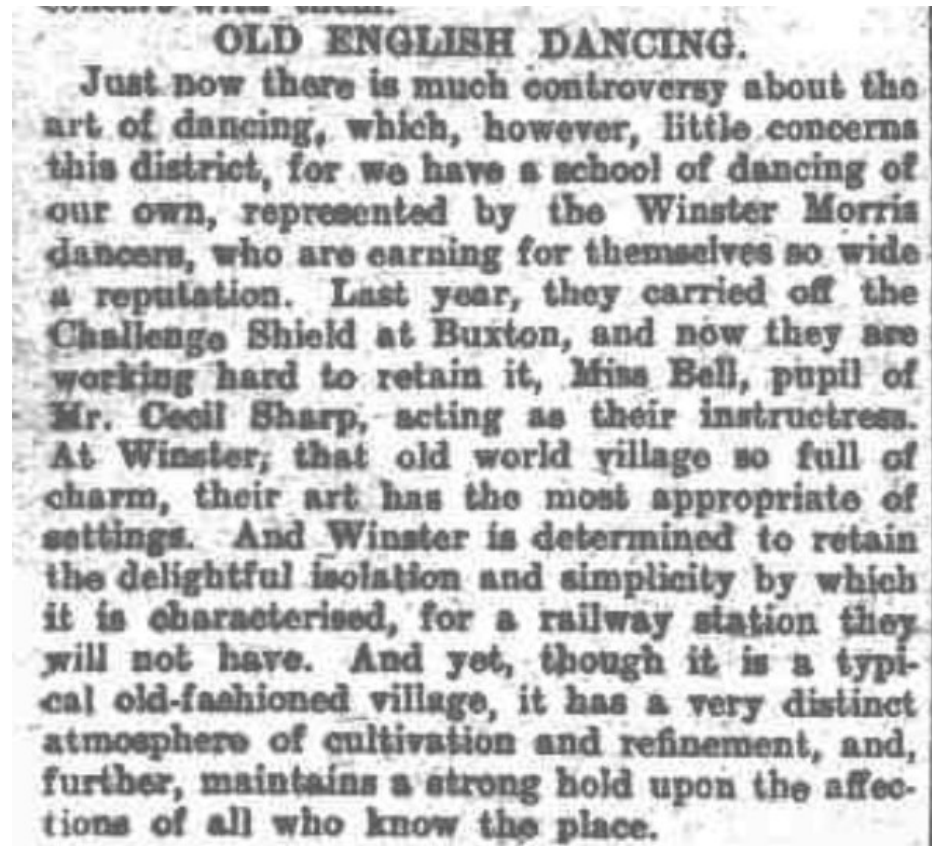 OLD ENGLISH DANCING.
Just now there is much controversy about the
art of dancing, which, however, little concerns
this district, for we have a school of dancing of
our own, represented by the Winster Morris
dancers, who are earning for themselves so wide
a reputation. Last year, they carried off the
Challenge Shield at Buxton, and now they are
working hard to retain it, Miss Bell, pupil of
Mr. Cecil Sharp, acting as their instructress.
At Winster, that old world village so full of
charm, their art has the most appropriate of
settings. And Winster is determined to retain
the delightful isolation and simplicity by which
it is characterised, for a railway station they
will not have. And yet, though it is a typi-
cal old-fashioned village, it has a very distinct
atmosphere of cultivation and refinement, and,
further, maintains a strong hold upon the affec-
tions of all who know the place.